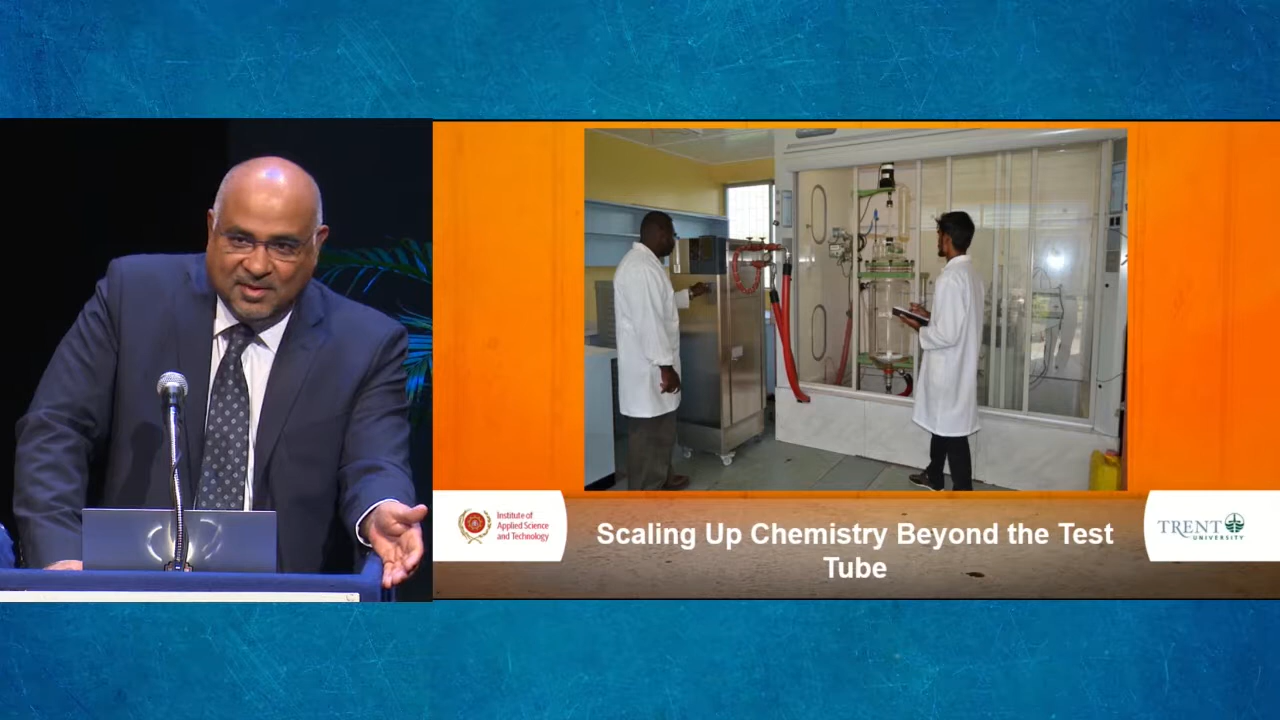 Institute of
Applied Science
and Technology
Scaling Up Chemistry Beyond the Test
Tube
TRENT
UNIVERSITY